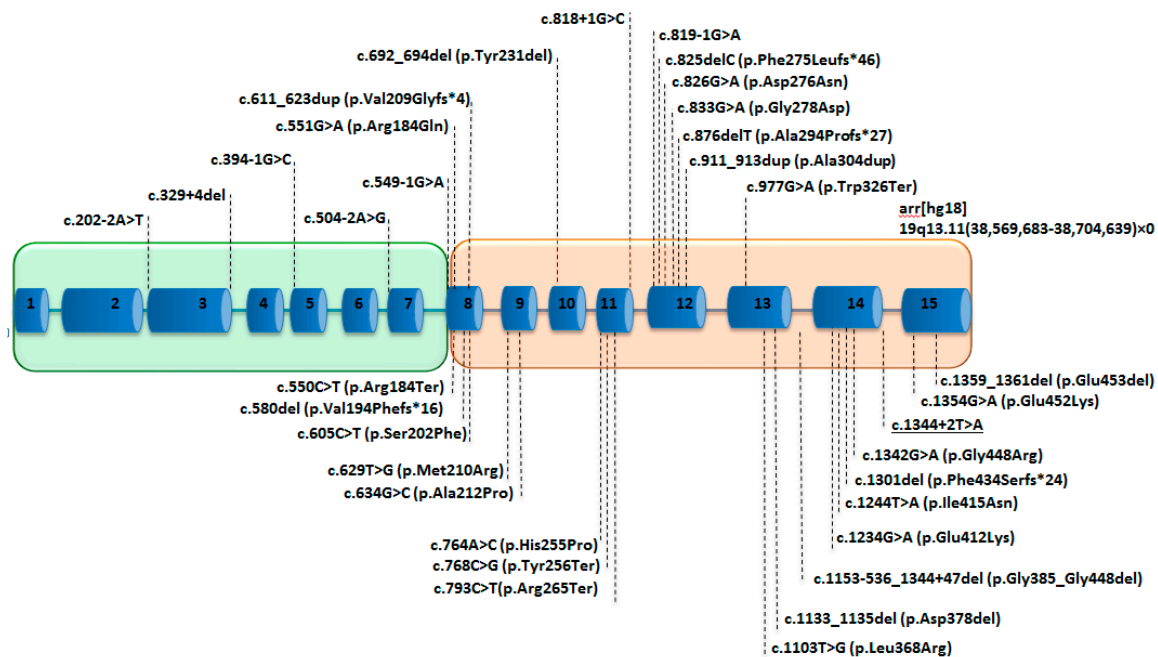 c.818+1G>C
c.819-1G>A
c.692_694del (p.Tyr231del)
c.825delC (p.Phe275Leufs*46)
c.826G>A (p.Asp276Asn)
c.611_623dup (p.Val209Glyfs*4)
c.833G>A (p.Gly278Asp)
c.551G>A (p.Arg184Gln)
c.876delT (p.Ala294Profs*27)
c.394-1G>C
c.911_913dup (p.Ala304dup)
c.549-1G>A
c.977G>A (p.Trp326Ter)
c.329+4del
arr[hg18]
c.202-2A>T
c.504-2A>G
19q13.11(38,569,683-38,704,639)×0
1 2 3 4 5 6 7 8 9 10 11 12 13 14 15
c.550C>T (p.Arg184Ter)
c.1359_1361del (p.Glu453del)
c.580del (p.Val194Phefs*16)
c.1354G>A (p.Glu452Lys)
c.605C>T (p.Ser202Phe)
c.1344+2T>A
c.1342G>A (p.Gly448Arg)
c.629T>G (p.Met210Arg)
c.1301del (p.Phe434Serfs*24)
c.634G>C (p.Ala212Pro)
c.1244T>A (p.Ile415Asn)
c.1234G>A (p.Glu412Lys)
c.764A>C (p.His255Pro)
c.768C>G (p.Tyr256Ter)
c.1153-536_1344+47del (p.Gly385_Gly448del)
c.793C>T(p.Arg265Ter)
c.1133_1135del (p.Asp378del)
c.1103T>G (p.Leu368Arg)